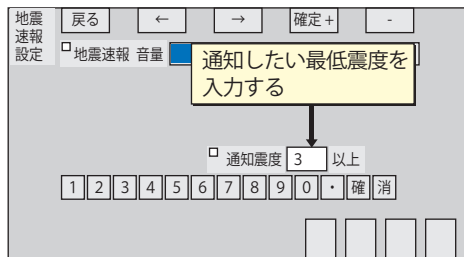 地震
速報
設定
戻る ← → 確定+ -
地震速報 音量
通知したい最低震度を
入力する
通知震度 3 以上
1 2 3 4 5 6 7 8 9 0 ・ 確 消